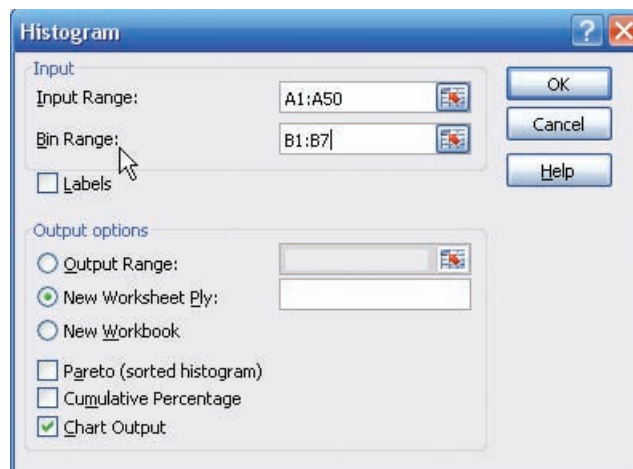 Histogram
Input
Input Range: A1:A50
Bin Range: B1:B7
Labels
OK
Cancel
Help
Output options
Output Range:
New Worksheet Ply:
New Workbook
Pareto (sorted histogram)
Cumulative Percentage
Chart Output